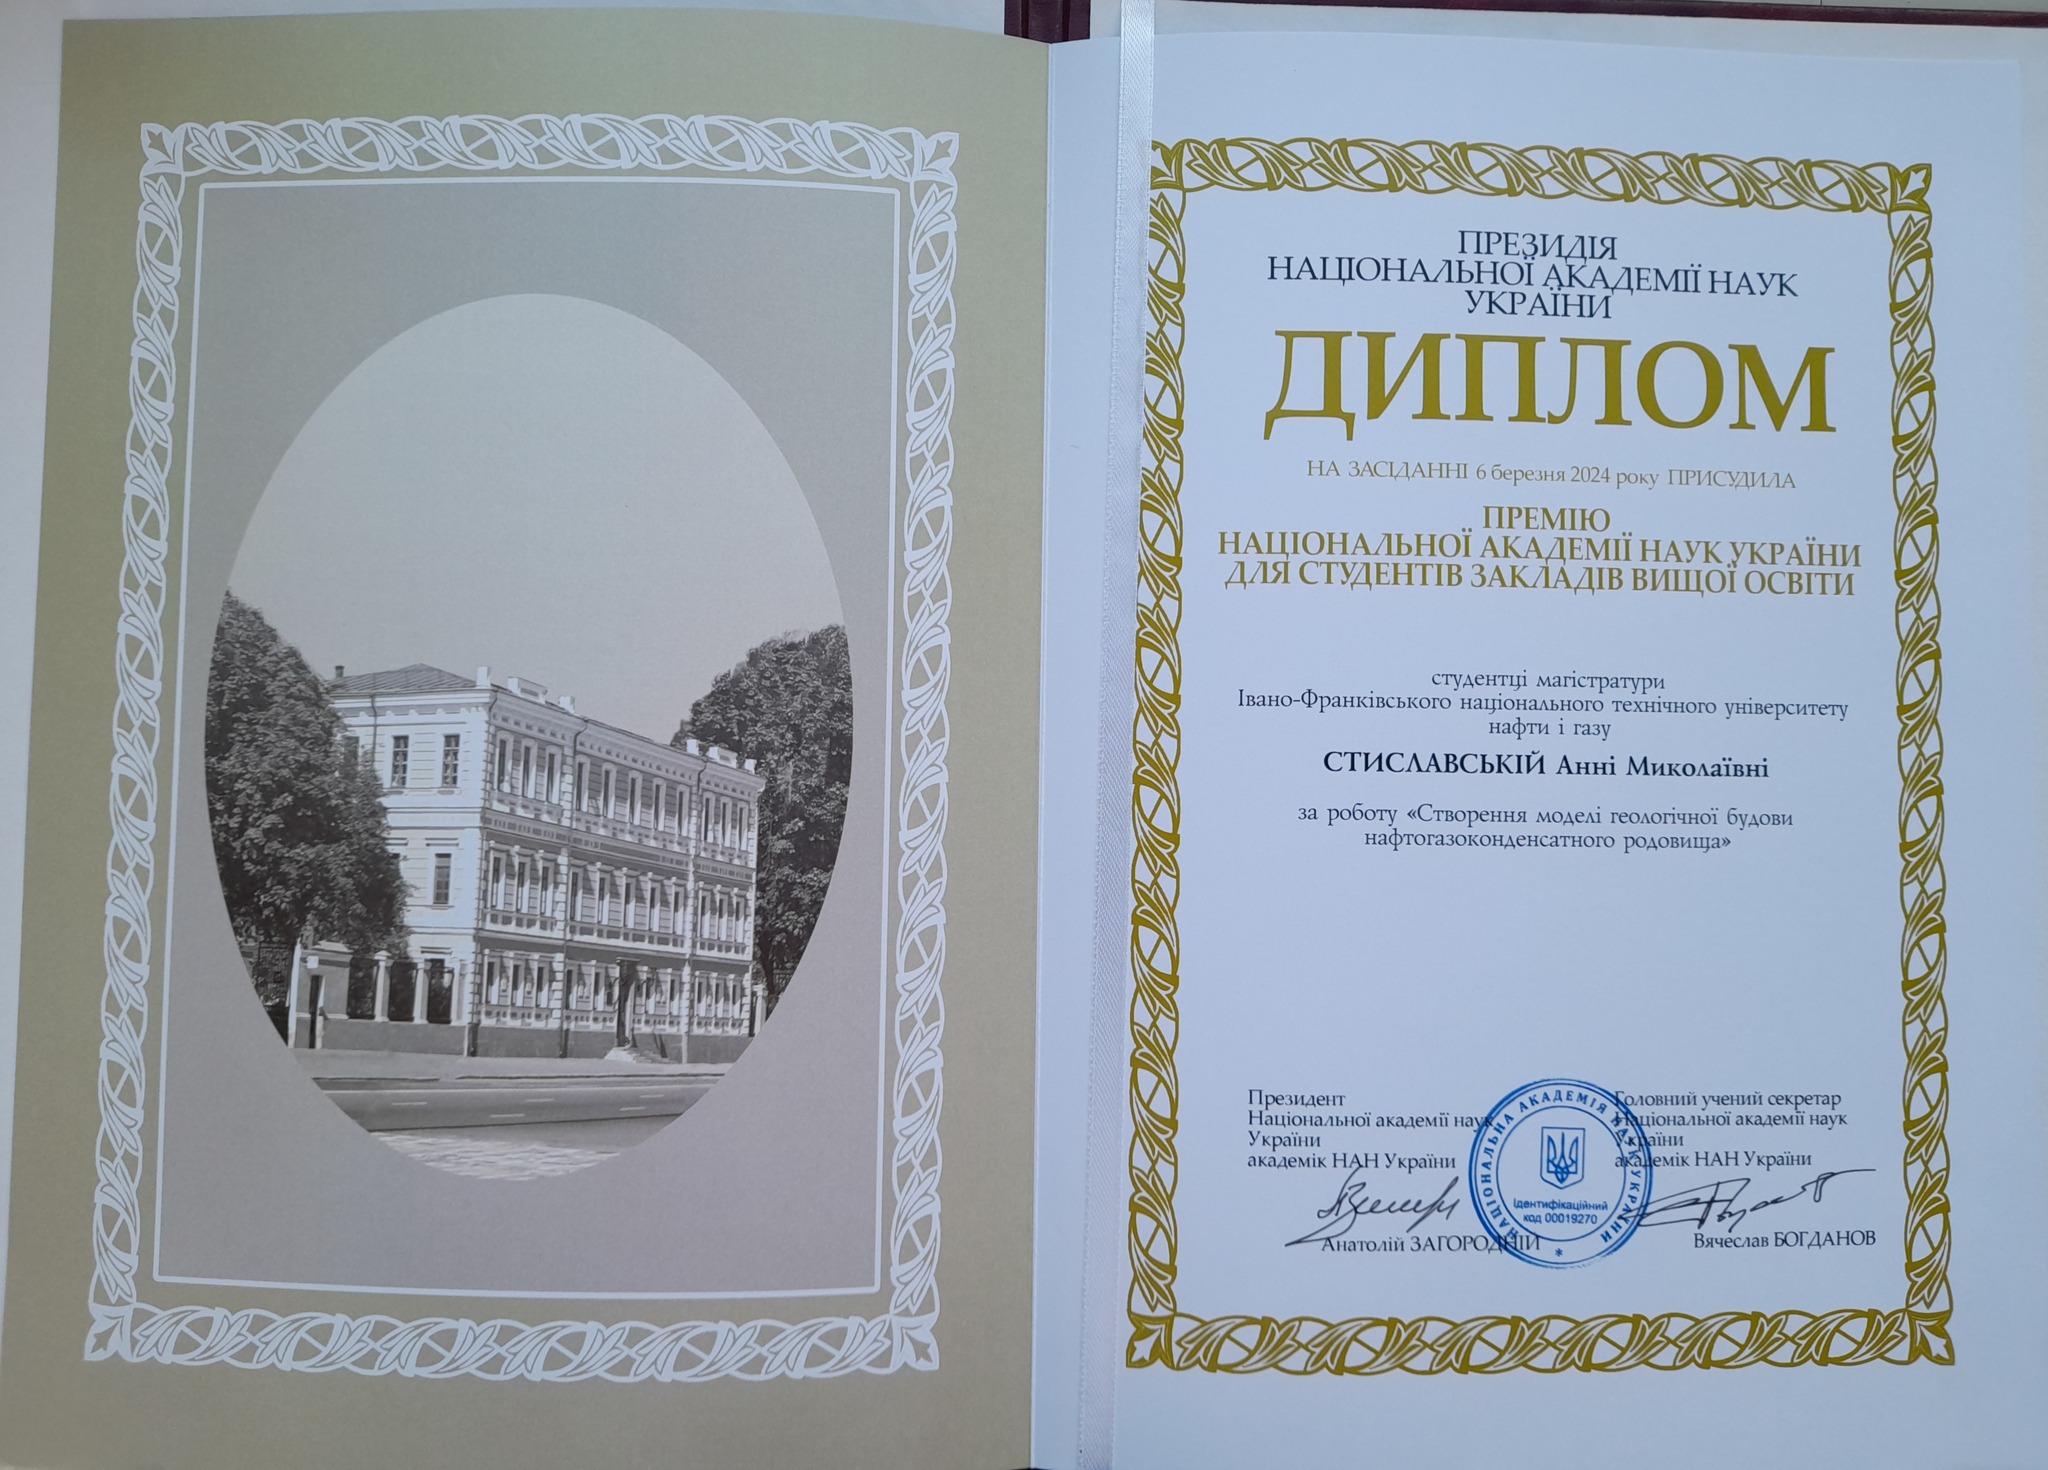 ПРЕЗИДІЯ
НАЦІОНАЛЬНОЇ АКАДЕМІЇ НАУК
УКРАЇНИ
ДИПЛОМ
НА ЗАСІДАННІ 6 березня 2024 року ПРИСУДИЛА
ПРЕМІЮ
НАЦІОНАЛЬНОЇ АКАДЕМІЇ НАУК УКРАЇНИ
ДЛЯ СТУДЕНТІВ ЗАКЛАДІВ ВИЩОЇ ОСВІТИ
студентці магістратури
Івано-Франківського національного технічного університету
нафти і газу
СТИСЛАВСЬКІЙ Анні Миколаївні
за роботу «Створення моделі геологічної будови
нафтогазоконденсатного родовища»
Президент
Національної академії наук
України
академік НАН України
Анатолій ЗАГОРОДНІЙ
Головний учений секретар
Національної академії наук
України
академік НАН України
Вячеслав БОГДАНОВ
НАЦІОНАЛЬНА АКАДЕМІЯ НАУК УКРАЇНИ *
Ідентифікаційний
код 00019270